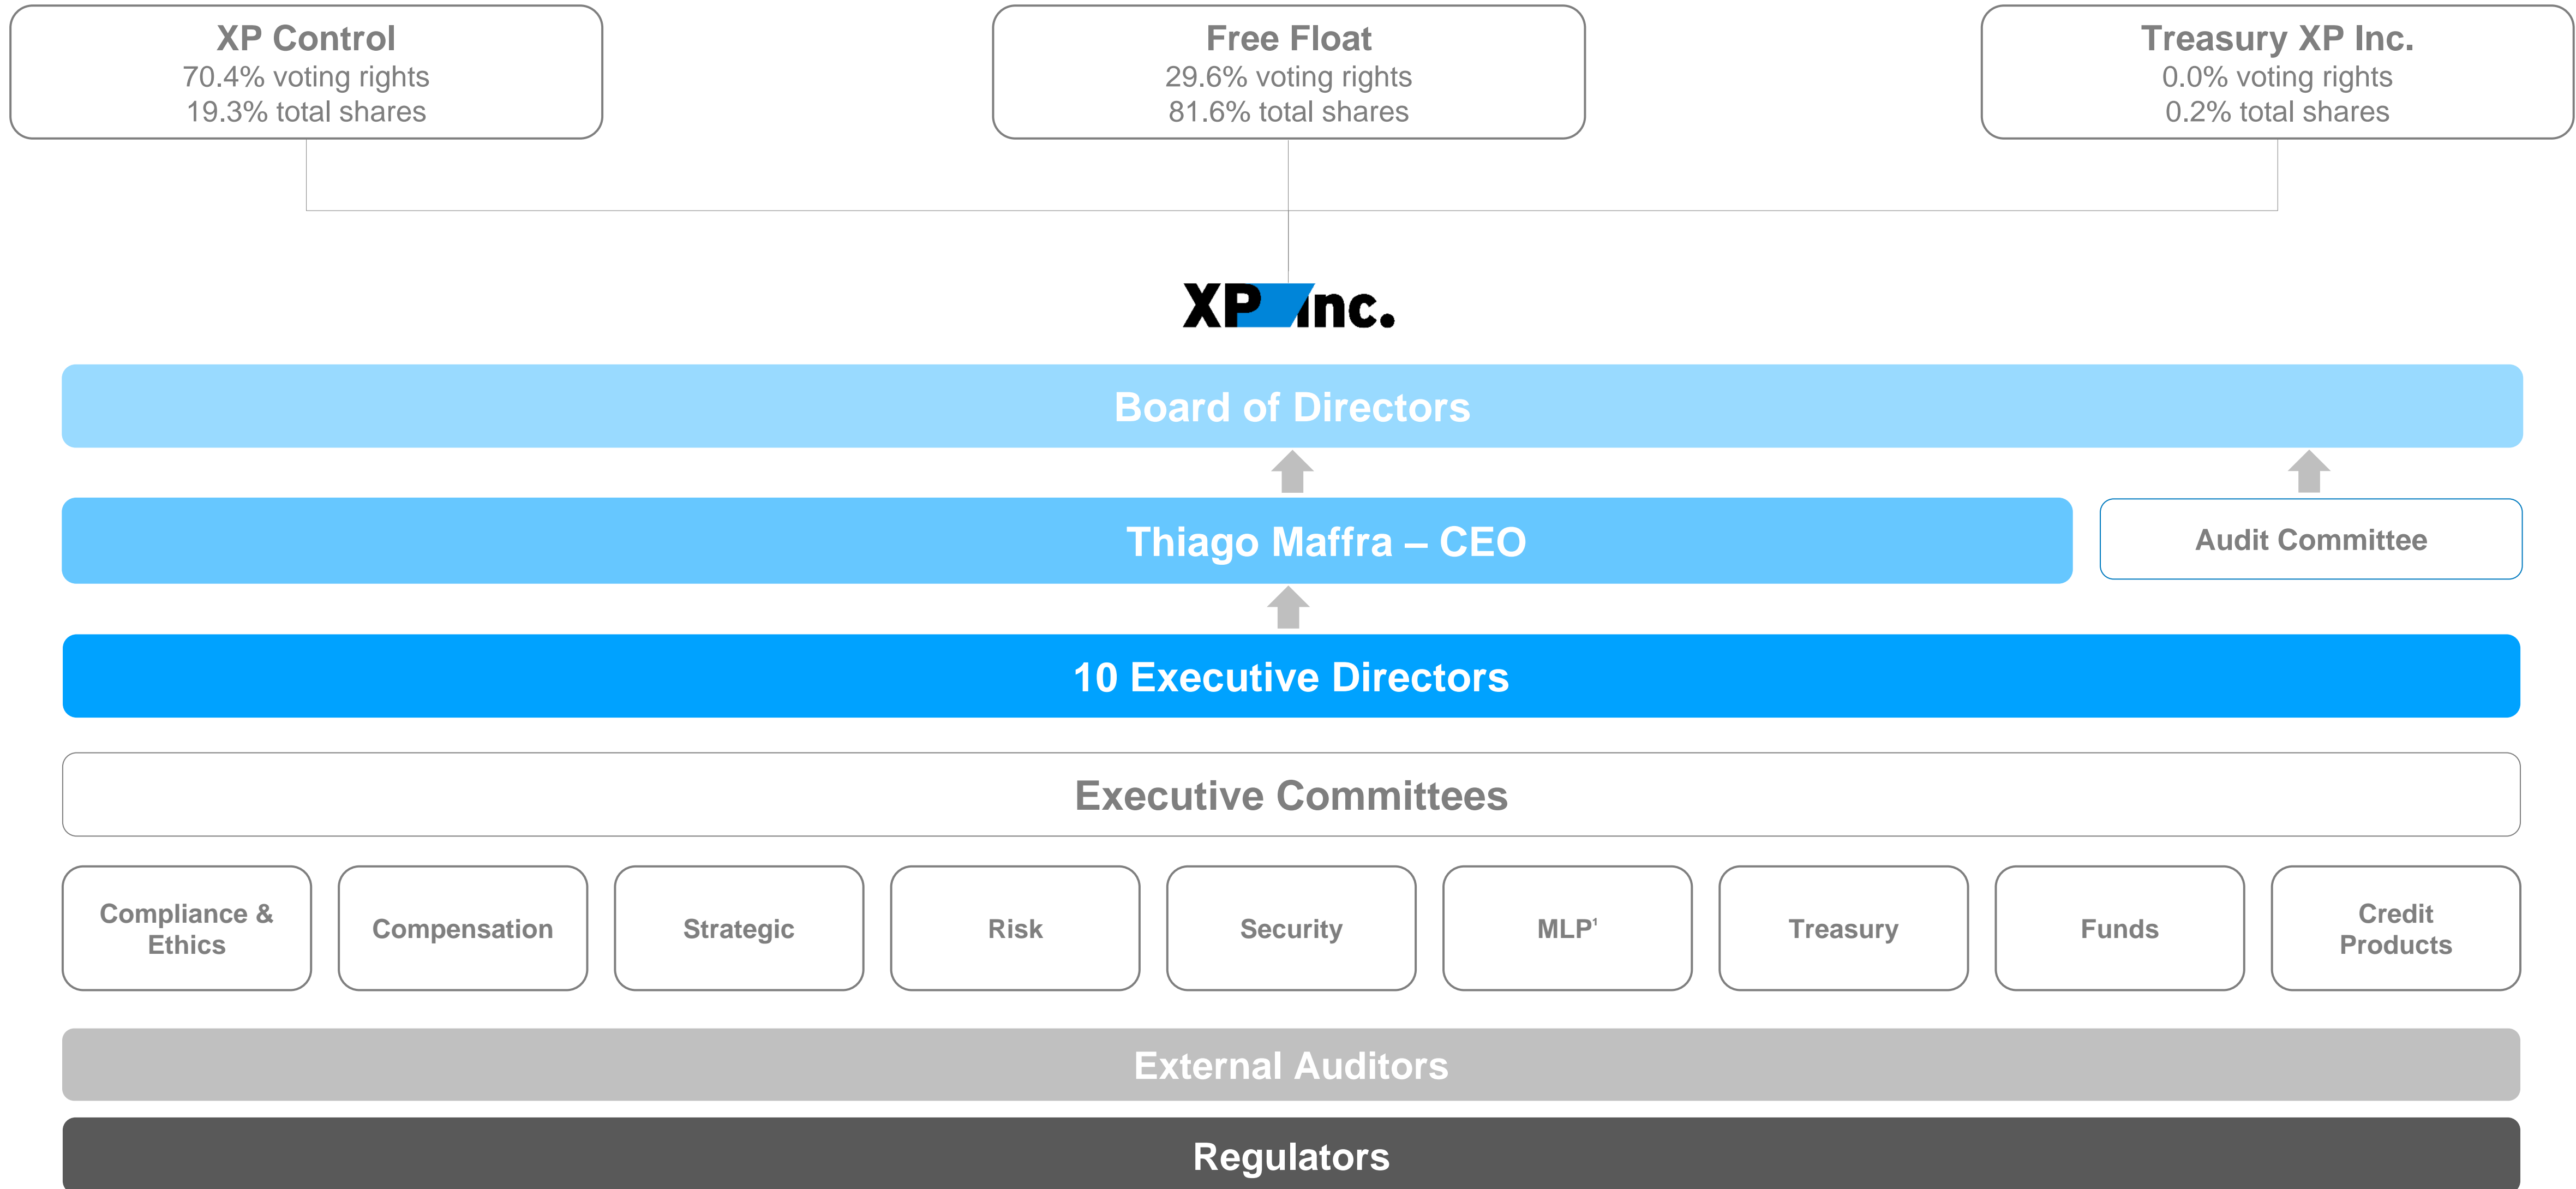 XP Control
70.4% voting rights
19.3% total shares
Free Float
29.6% voting rights
81.6% total shares
Treasury XP Inc.
0.0% voting rights
0.2% total shares
XP Inc.
Board of Directors
Thiago Maffra – CEO
Audit Committee
10 Executive Directors
Executive Committees
Compliance &
Ethics
Compensation
Strategic
Risk
Security
MLP¹
Treasury
Funds
Credit
Products
External Auditors
Regulators